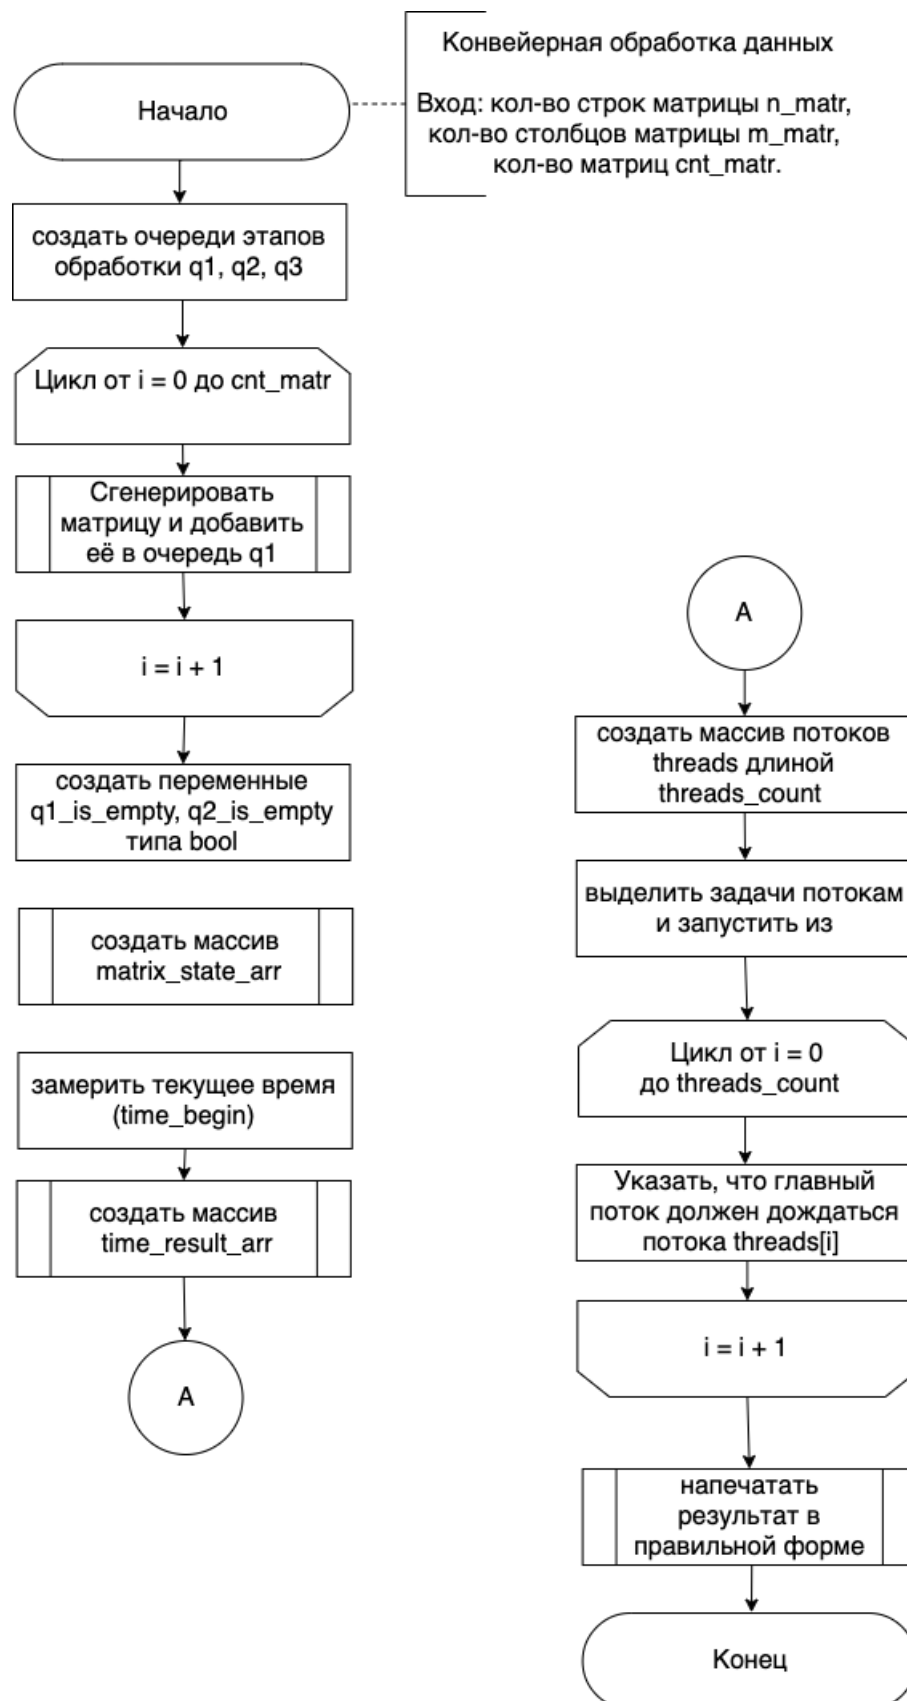 Начало
Конвейерная обработка данных
Вход: кол-во строк матрицы n_matr,
кол-во столбцов матрицы m_matr,
кол-во матриц cnt_matr.
создать очереди этапов
обработки q1, q2, q3
Цикл от i = 0 до cnt_matr
Сгенерировать
матрицу и добавить
её в очередь q1
i = i + 1
создать переменные
q1_is_empty, q2_is_empty
типа bool
создать массив
matrix_state_arr
замерить текущее время
(time_begin)
создать массив
time_result_arr
A
A
создать массив потоков
threads длиной
threads_count
выделить задачи потокам
и запустить из
Цикл от i = 0
до threads_count
Указать, что главный
поток должен дождаться
потока threads[i]
i = i + 1
напечатать
результат в
правильной форме
Конец